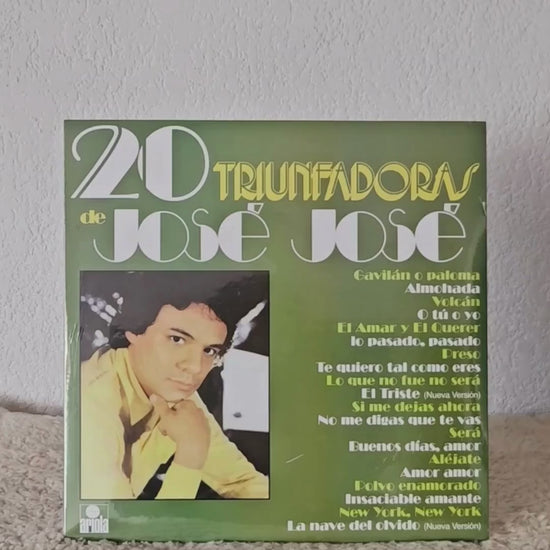 20 TRIUNFADORAS
de JOSÉ JOSÉ
Gavilán o paloma
Almohada
Volcán
O tú o yo
El Amar y El Querer
lo pasado, pasado
Preso
Te quiero tal como eres
Lo que no fue no será
El Triste (Nueva Versión)
Si me dejas ahora
No me digas que te vas
Será
Buenos días, amor
Aléjate
Amor amor
Polvo enamorado
Insaciable amante
New York, New York
La nave del olvido (Nueva Versión)
ariola